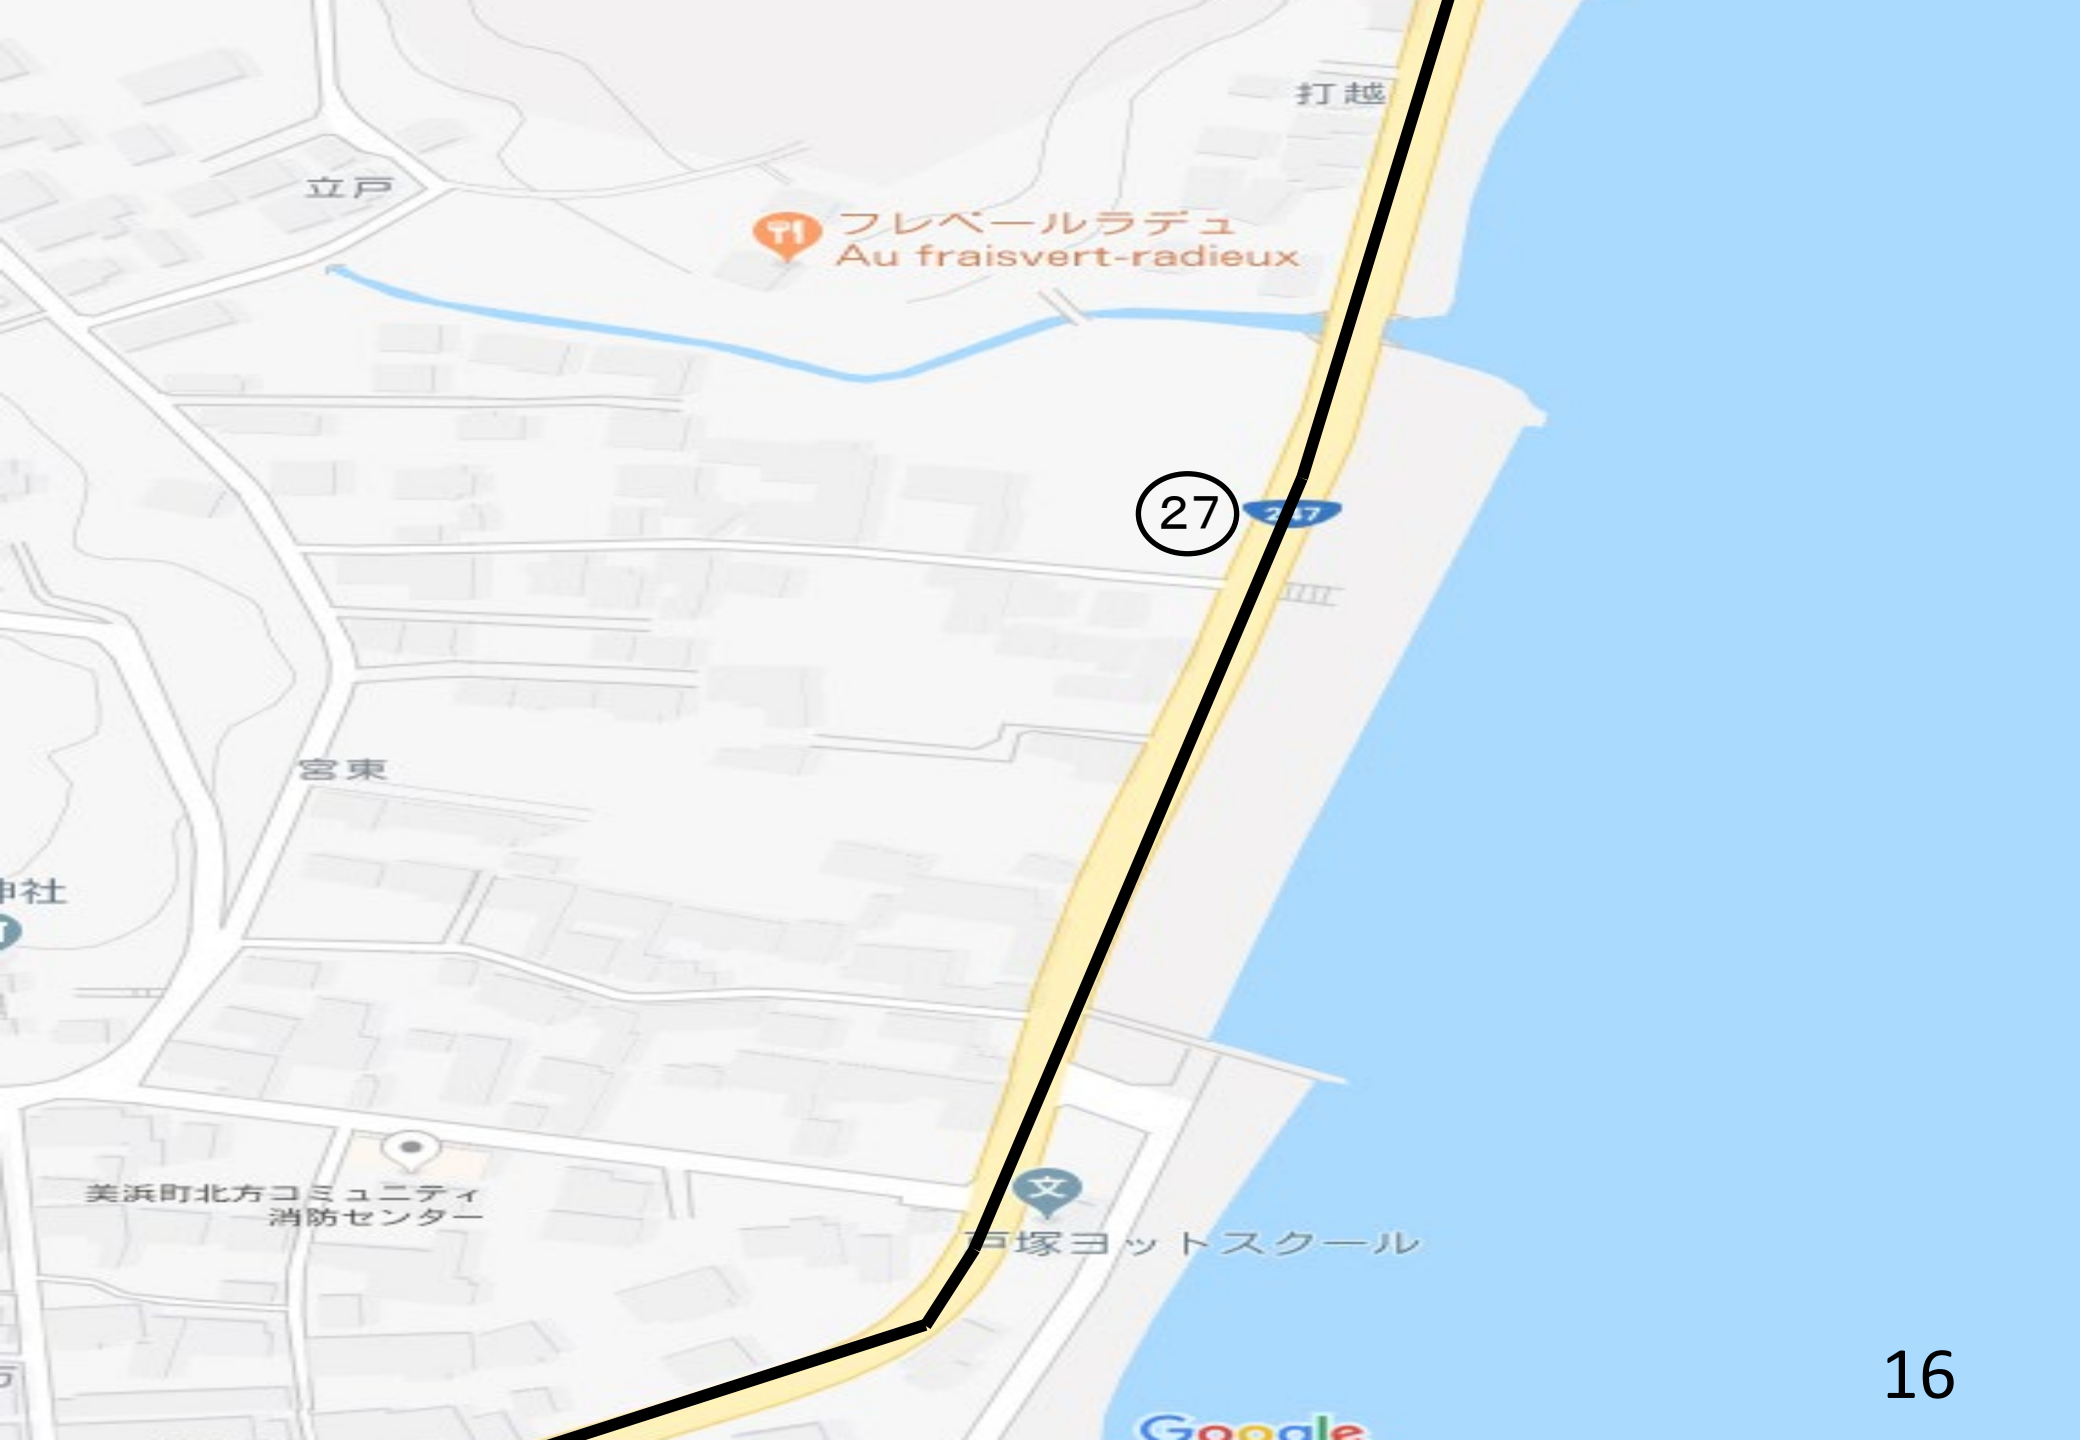 打越
立戸
フレベールラデュ
Au fraisvert-radieux
27
247
宮東
神社
美浜町北方コミュニティ
消防センター
文
戸塚ヨットスクール
16
Google